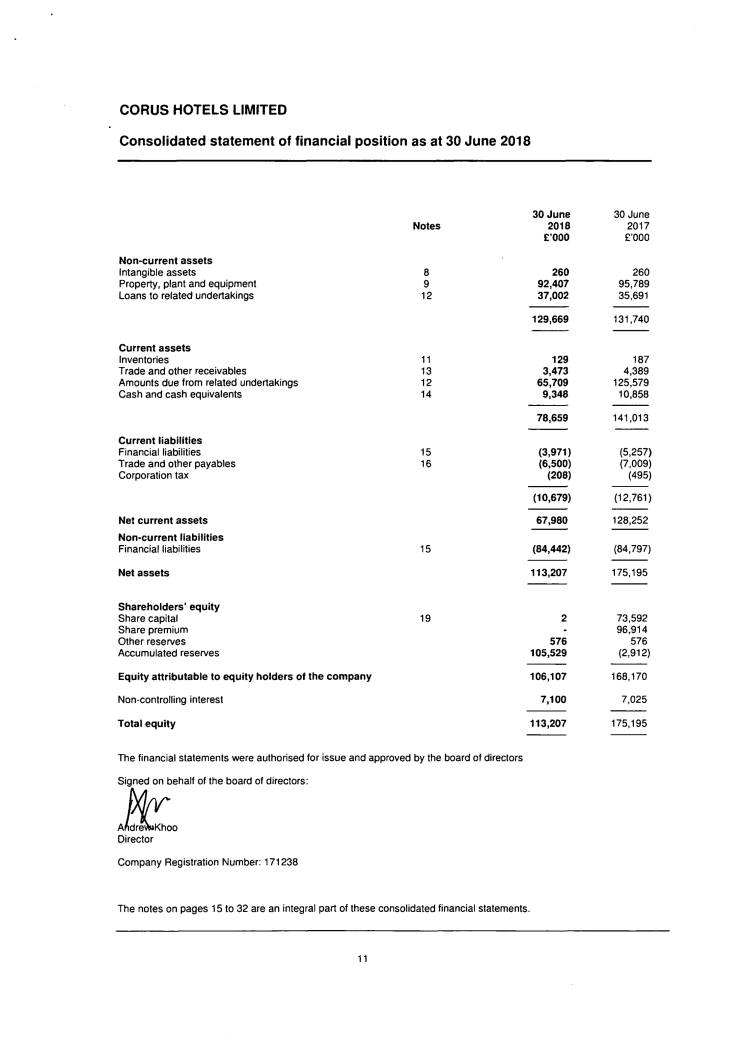 CORUS HOTELS LIMITED
Consolidated statement of financial position as at 30 June 2018
30 June 30 June
Notes 2018 2017
£'000 £'000
Non-current assets
Intangible assets 8 260 260
Property, plant and equipment 9 92,407 95,789
Loans to related undertakings 12 37,002 35,691
129,669 131,740
Current assets
Inventories 11 129 187
Trade and other receivables 13 3,473 4,389
Amounts due from related undertakings 12 65,709 125,579
Cash and cash equivalents 14 9,348 10,858
78,659 141,013
Current liabilities
Financial liabilities 15 (3,971) (5,257)
Trade and other payables 16 (6,500) (7,009)
Corporation tax (208) (495)
(10,679) (12,761)
Net current assets 67,980 128,252
Non-current liabilities
Financial liabilities 15 (84,442) (84,797)
Net assets 113,207 175,195
Shareholders' equity
Share capital 19 2 73,592
Share premium - 96,914
Other reserves 576 576
Accumulated reserves 105,529 (2,912)
Equity attributable to equity holders of the company 106,107 168,170
Non-controlling interest 7,100 7,025
Total equity 113,207 175,195
The financial statements were authorised for issue and approved by the board of directors
Signed on behalf of the board of directors:
Andrew Khoo
Director
Company Registration Number: 171238
The notes on pages 15 to 32 are an integral part of these consolidated financial statements.
11